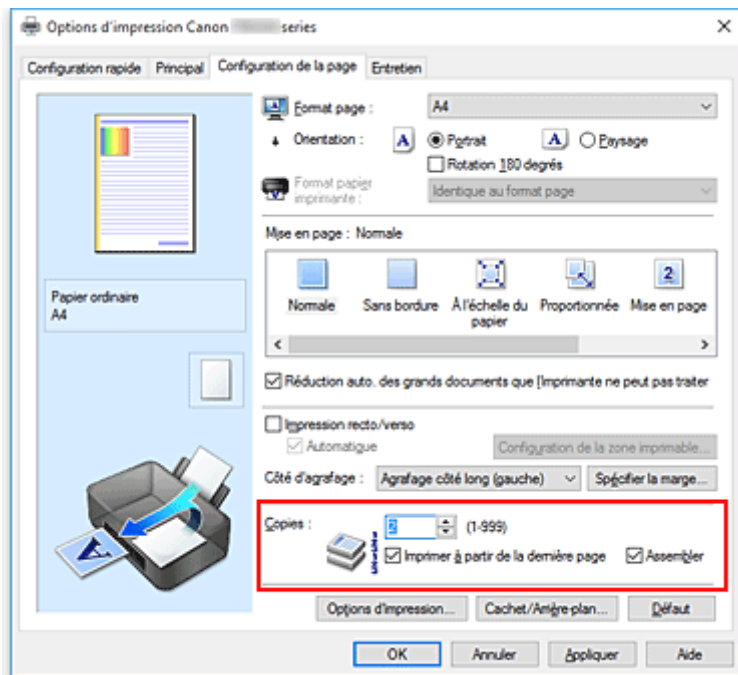 Options d'impression Canon series
Configuration rapide Principal Configuration de la page Entretien
Format page : A4
Orientation : A Portrait A Paysage
Rotation 180 degrés
Format papier imprimante : Identique au format page
Mise en page : Normale
Normale Sans bordure À l'échelle du papier Proportionnée 2 Mise en page
Papier ordinaire
A4
Réduction auto. des grands documents que l'imprimante ne peut pas traiter
Impression recto/verso
Automatique Configuration de la zone imprimable...
Côté d'agrafage : Agrafage côté long (gauche) Spécifier la marge...
Copies : 2 (1-999)
Imprimer à partir de la dernière page Assembler
A
Options d'impression... Cachet/Arrière-plan... Défaut
OK Annuler Appliquer Aide